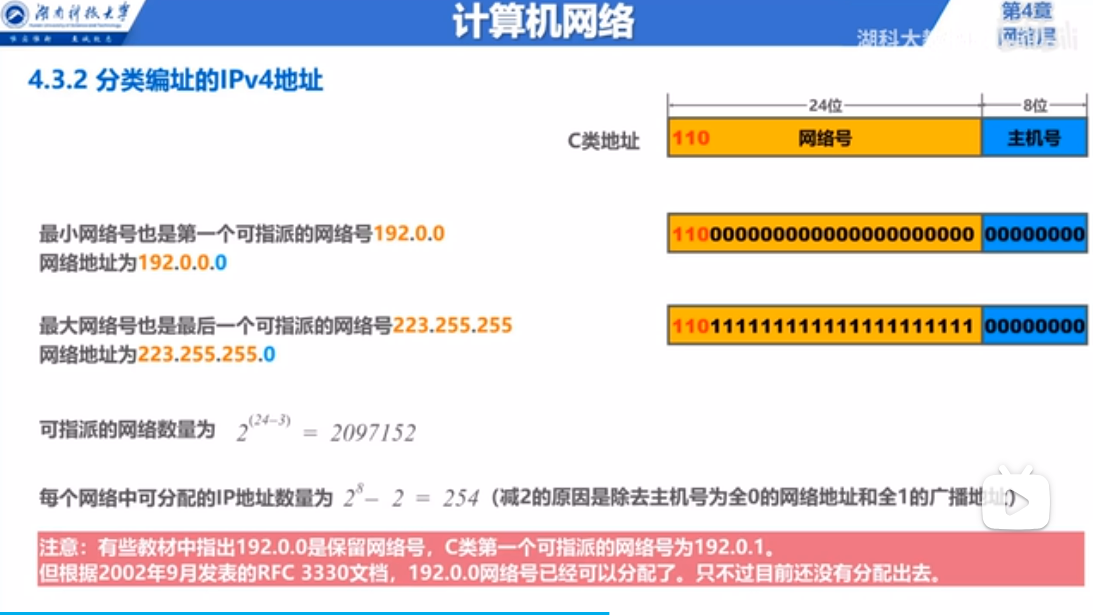 湖南科技大学
计算机网络
第4章
网络层
4.3.2 分类编址的IPv4地址
24位
8位
C类地址
110 网络号 主机号
最小网络号也是第一个可指派的网络号192.0.0
110000000000000000000000 00000000
网络地址为192.0.0.0
最大网络号也是最后一个可指派的网络号223.255.255
110111111111111111111111 00000000
网络地址为223.255.255.0
可指派的网络数量为 2^(24-3) = 2097152
每个网络中可分配的IP地址数量为 2^8 - 2 = 254（减2的原因是除去主机号为全0的网络地址和全1的广播地址）
注意：有些教材中指出192.0.0是保留网络号，C类第一个可指派的网络号为192.0.1。
但根据2002年9月发表的RFC 3330文档，192.0.0网络号已经可以分配了。只不过目前还没有分配出去。